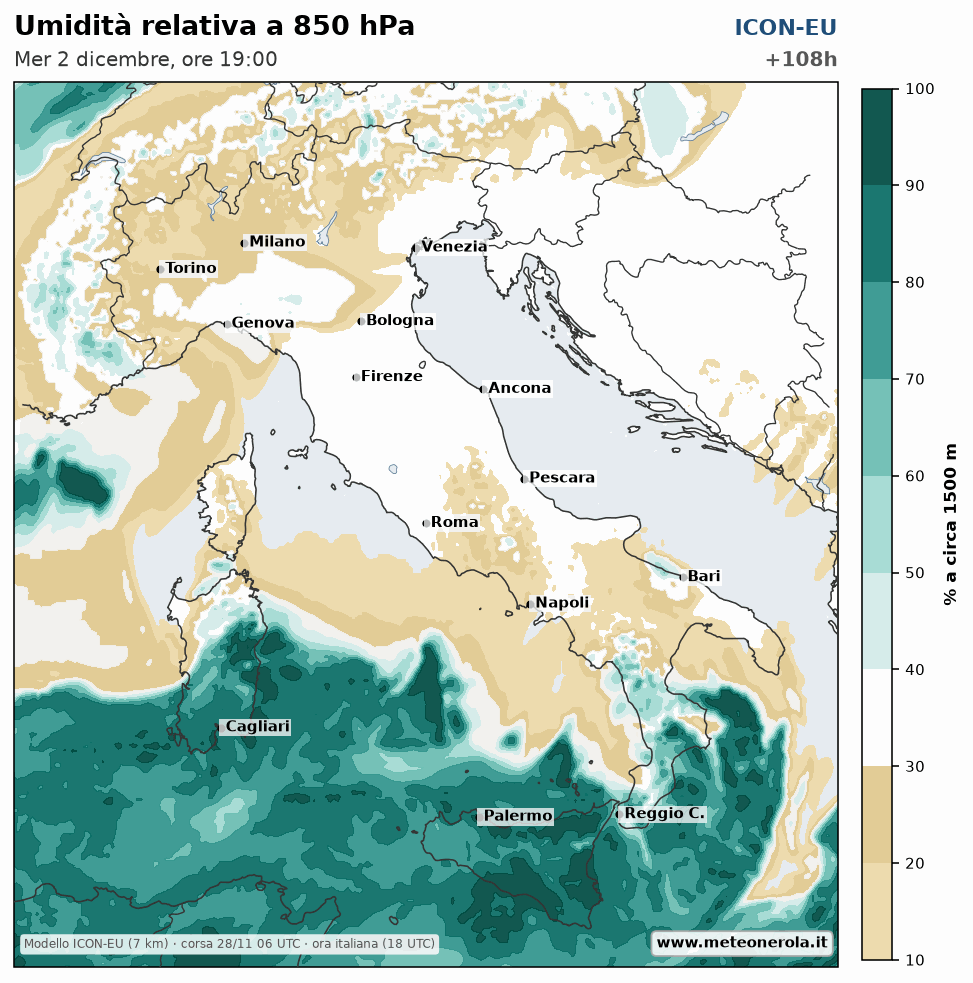 Umidità relativa a 850 hPa
ICON-EU
Mer 2 dicembre, ore 19:00
+108h
100
90
80
70
60
50
40
30
20
10
% a circa 1500 m
Milano
Venezia
Torino
Genova
Bologna
Firenze
Ancona
Pescara
Roma
Bari
Napoli
Cagliari
Palermo
Reggio C.
Modello ICON-EU (7 km) · corsa 28/11 06 UTC · ora italiana (18 UTC)
www.meteonerola.it